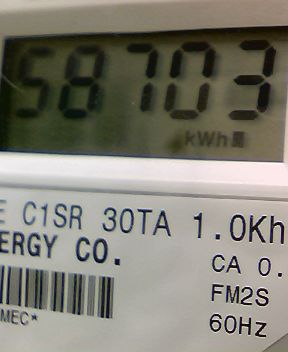 58703
kWh
E C1SR 30TA 1.0Kh
ERGY CO.
CA 0.
FM2S
MEC*
60Hz